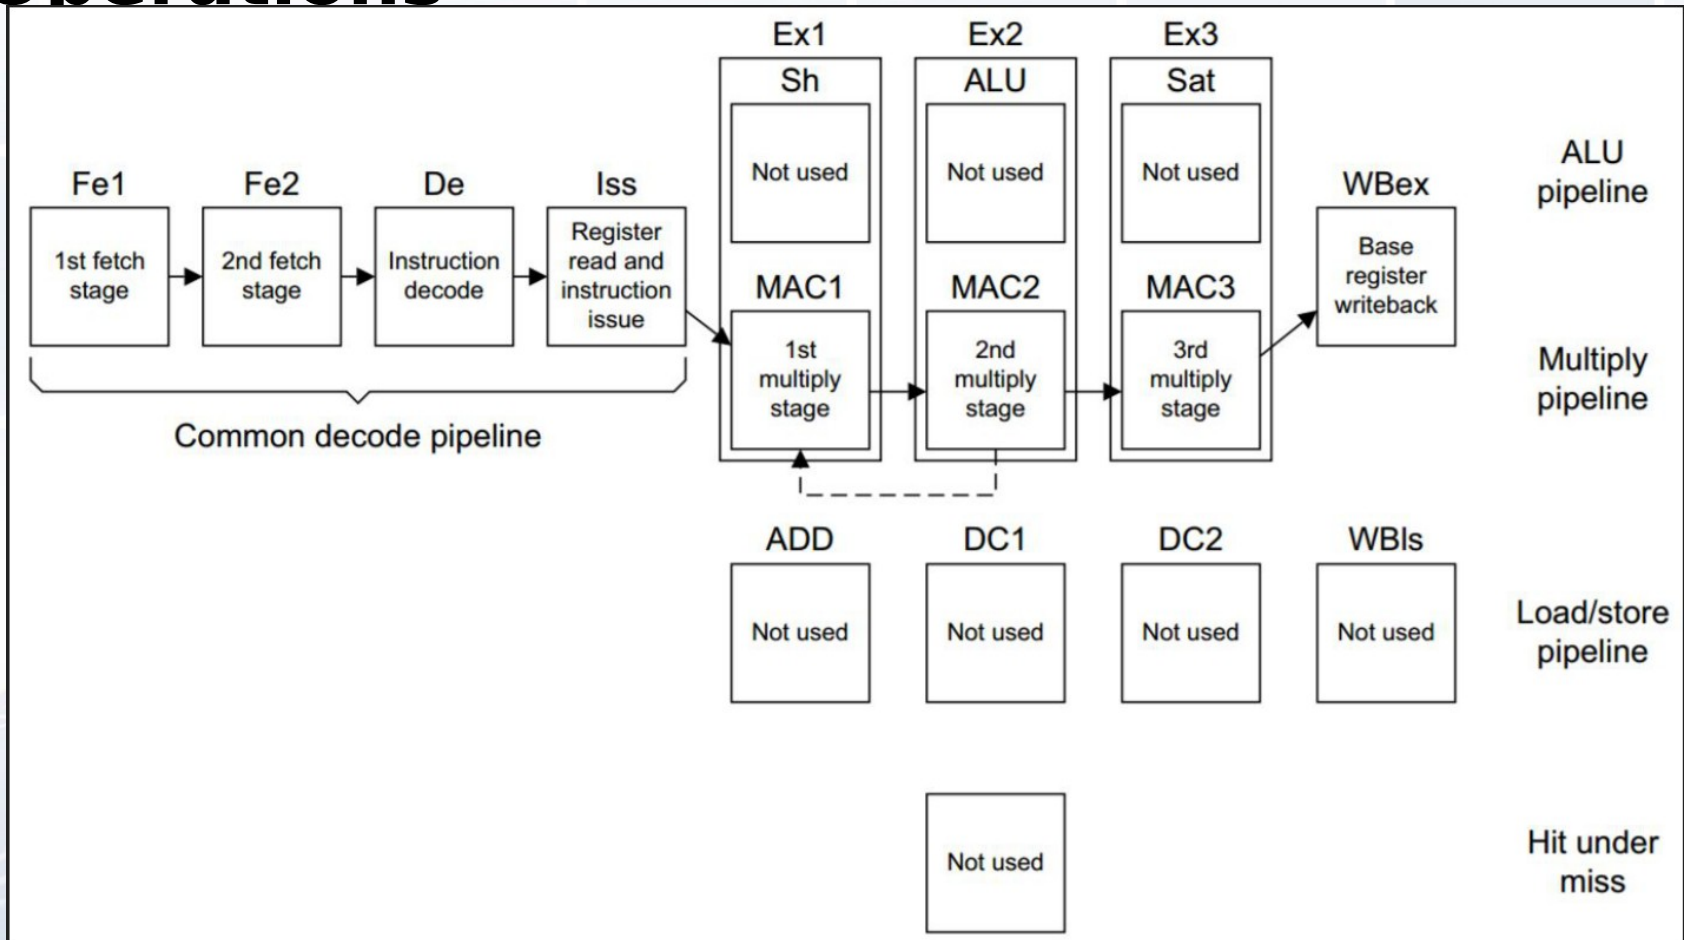 Operations
Ex1
Ex2
Ex3
Sh
ALU
Sat
Not used
Not used
Not used
ALU
pipeline
Fe1
Fe2
De
Iss
WBex
1st fetch
stage
2nd fetch
stage
Instruction
decode
Register
read and
instruction
issue
Base
register
writeback
MAC1
MAC2
MAC3
1st
multiply
stage
2nd
multiply
stage
3rd
multiply
stage
Multiply
pipeline
Common decode pipeline
ADD
DC1
DC2
WBIs
Not used
Not used
Not used
Not used
Load/store
pipeline
Not used
Hit under
miss